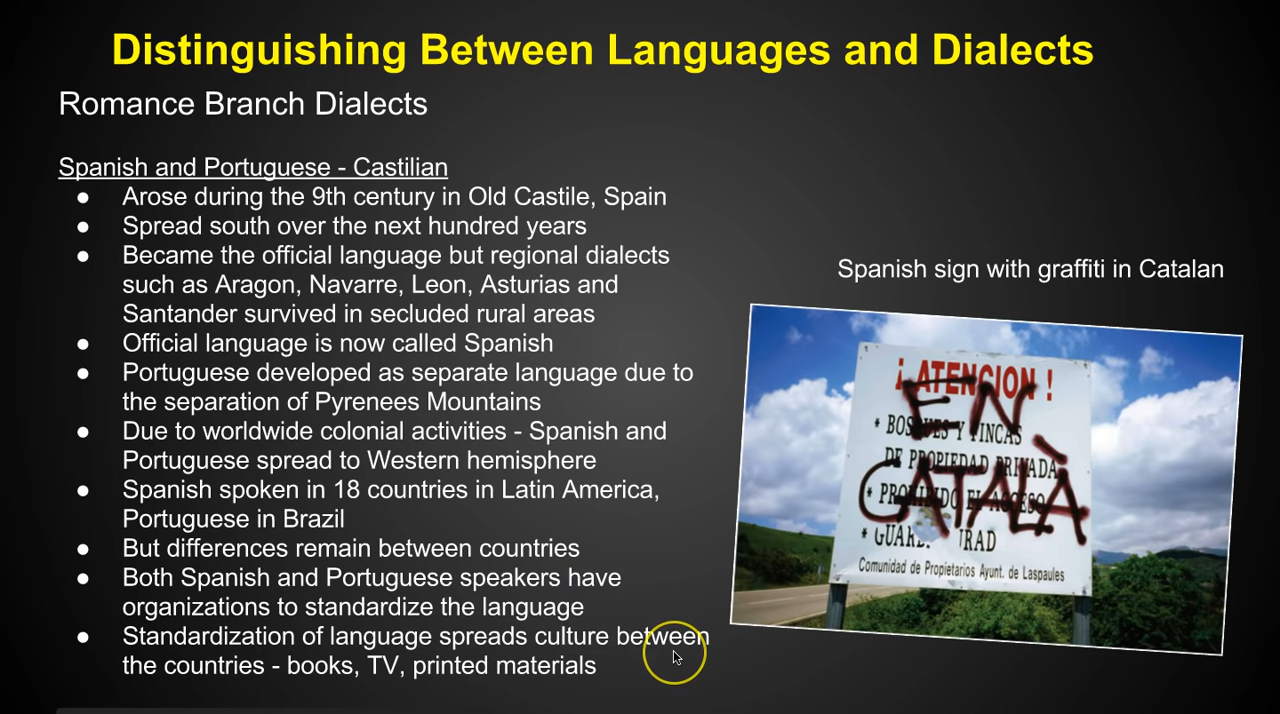 Distinguishing Between Languages and Dialects
Romance Branch Dialects
Spanish and Portuguese - Castilian
● Arose during the 9th century in Old Castile, Spain
● Spread south over the next hundred years
● Became the official language but regional dialects
such as Aragon, Navarre, Leon, Asturias and
Santander survived in secluded rural areas
● Official language is now called Spanish
● Portuguese developed as separate language due to
the separation of Pyrenees Mountains
● Due to worldwide colonial activities - Spanish and
Portuguese spread to Western hemisphere
● Spanish spoken in 18 countries in Latin America,
Portuguese in Brazil
● But differences remain between countries
● Both Spanish and Portuguese speakers have
organizations to standardize the language
● Standardization of language spreads culture between
the countries - books, TV, printed materials
Spanish sign with graffiti in Catalan
¡ ATENCION !
EN
* BOSQUES Y FINCAS
DE PROPIEDAD PRIVADA
CATALÀ
* PROHIBIDO EL ACCESO
Comunidad de Propietarios Ayunt. de Laspaules